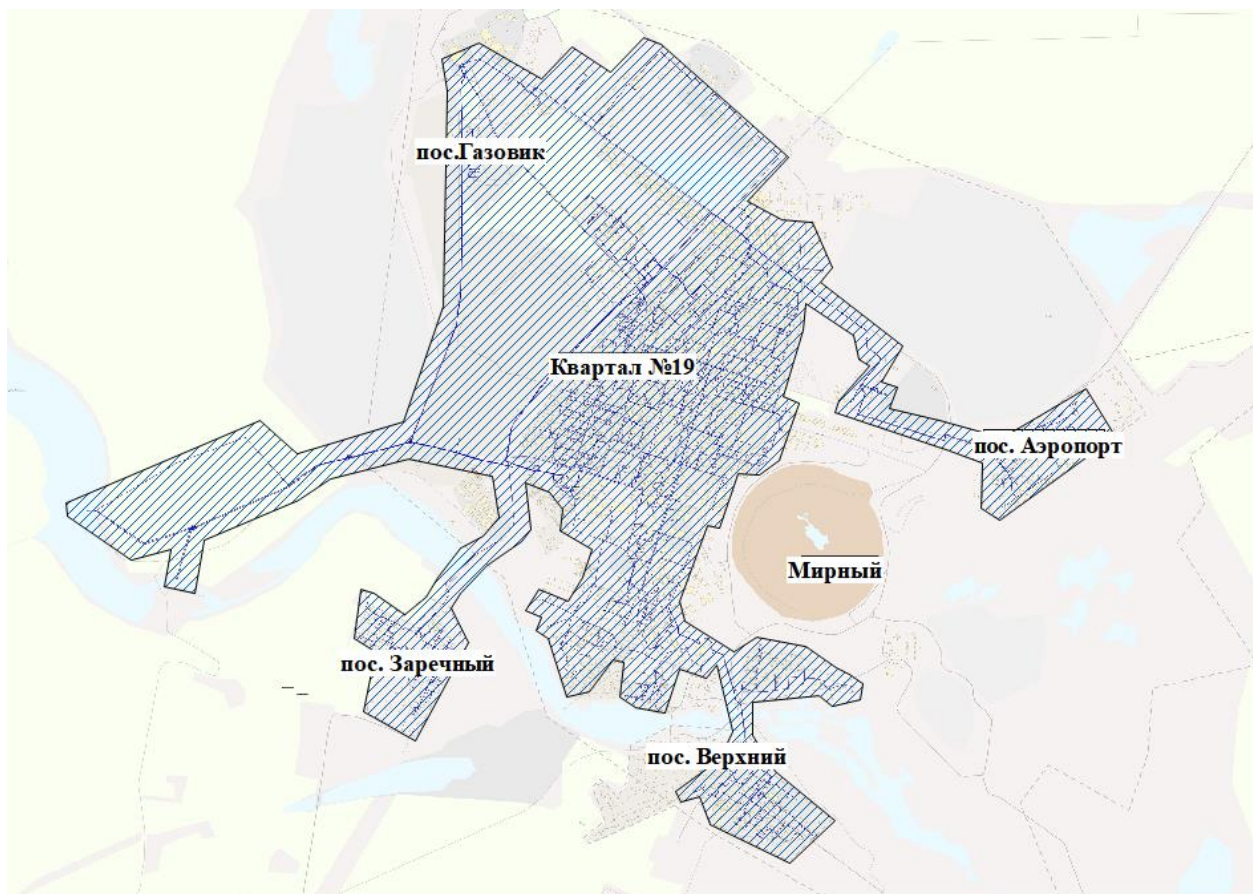 пос.Газовик
Квартал №19
пос. Аэропорт
Мирный
пос. Заречный
пос. Верхний